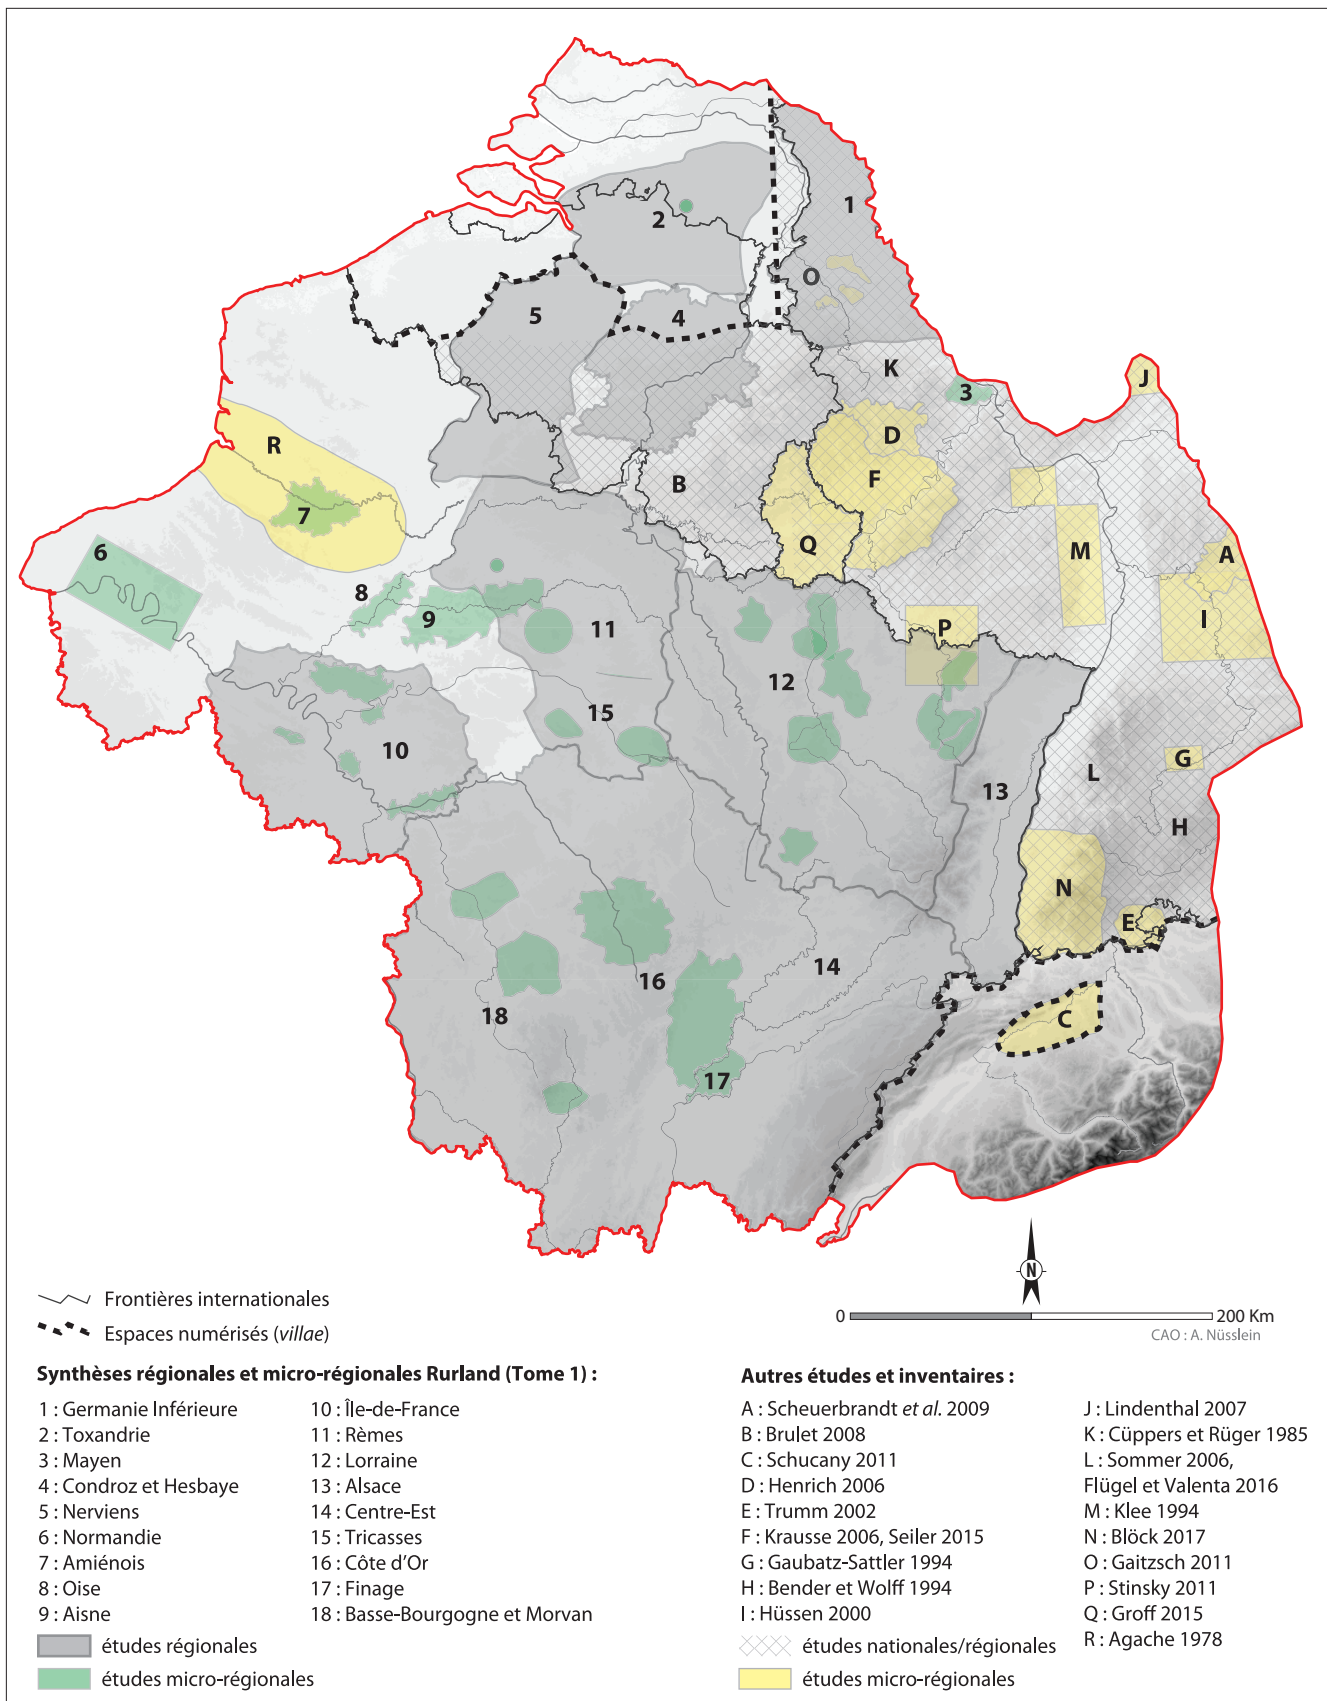 1
2
O
5
4
K
J
3
R
D
B
F
7
6
Q
M
A
8
9
I
11
P
12
15
10
G
13
L
H
N
E
14
16
18
C
17
N
Frontières internationales
Espaces numérisés (villae)
0 200 Km
CAO : A. Nüsslein
Synthèses régionales et micro-régionales Rurland (Tome 1) :
1 : Germanie Inférieure
2 : Toxandrie
3 : Mayen
4 : Condroz et Hesbaye
5 : Nerviens
6 : Normandie
7 : Amiénois
8 : Oise
9 : Aisne
10 : Île-de-France
11 : Rèmes
12 : Lorraine
13 : Alsace
14 : Centre-Est
15 : Tricasses
16 : Côte d’Or
17 : Finage
18 : Basse-Bourgogne et Morvan
études régionales
études micro-régionales
Autres études et inventaires :
A : Scheuerbrandt et al. 2009
B : Brulet 2008
C : Schucany 2011
D : Henrich 2006
E : Trumm 2002
F : Krausse 2006, Seiler 2015
G : Gaubatz-Sattler 1994
H : Bender et Wolff 1994
I : Hüssen 2000
J : Lindenthal 2007
K : Cüppers et Rüger 1985
L : Sommer 2006,
Flügel et Valenta 2016
M : Klee 1994
N : Blöck 2017
O : Gaitzsch 2011
P : Stinsky 2011
Q : Groff 2015
R : Agache 1978
études nationales/régionales
études micro-régionales